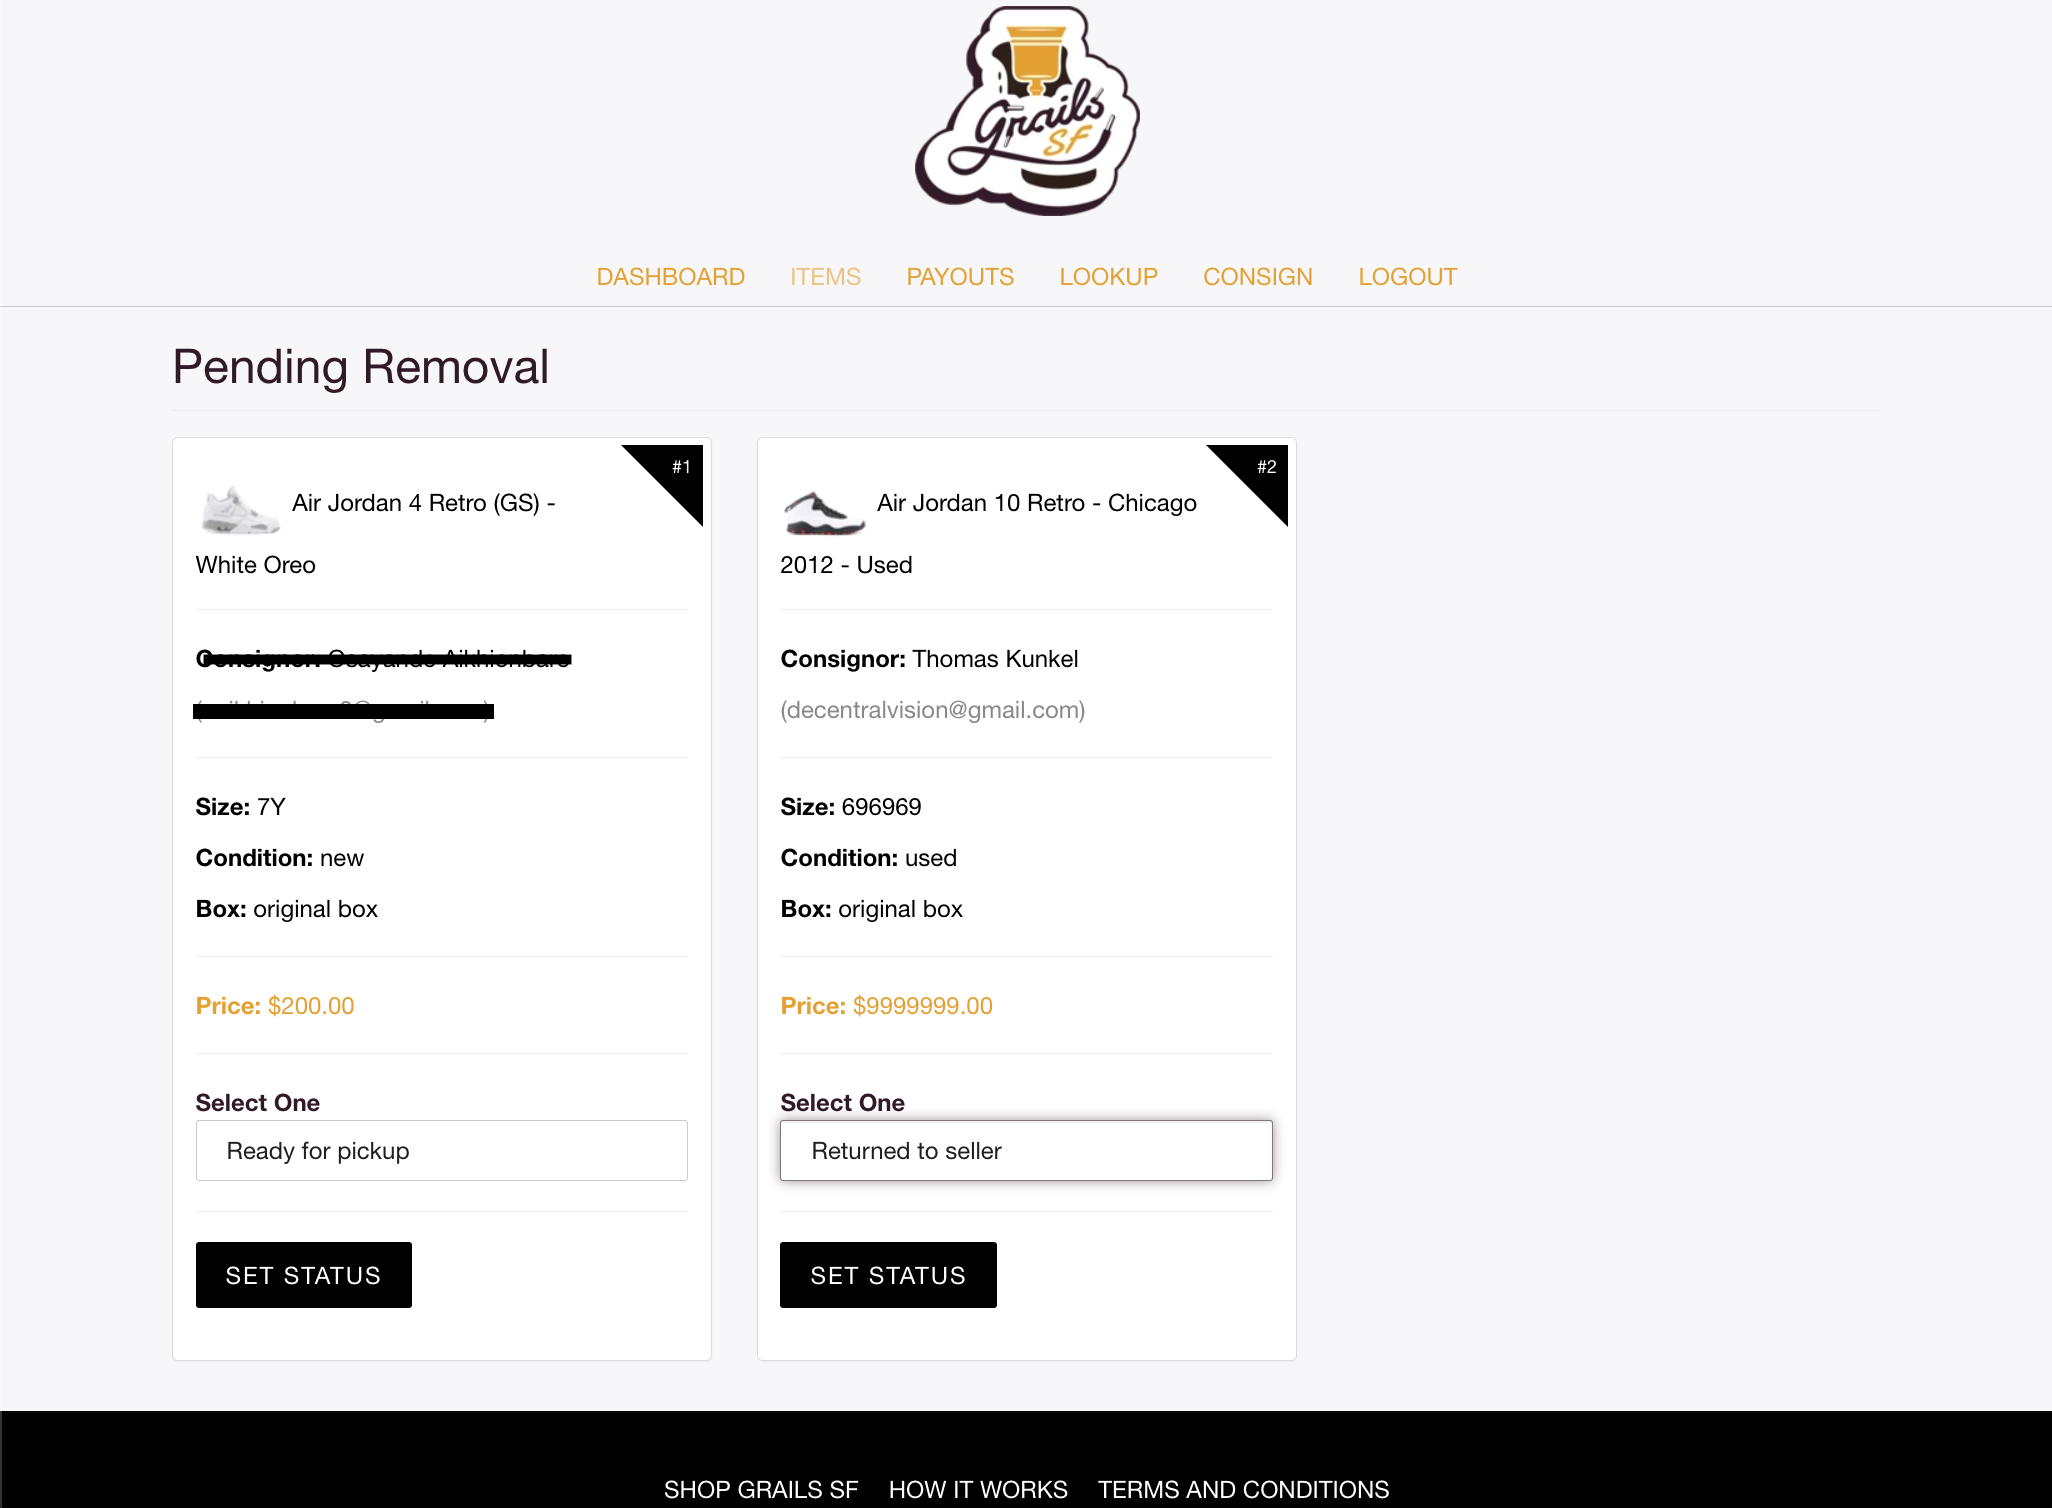 Grails
SF
DASHBOARD ITEMS PAYOUTS LOOKUP CONSIGN LOGOUT
Pending Removal
#1
Air Jordan 4 Retro (GS) -
White Oreo
Size: 7Y
Condition: new
Box: original box
Price: $200.00
Select One
Ready for pickup
SET STATUS
#2
Air Jordan 10 Retro - Chicago
2012 - Used
Consignor: Thomas Kunkel
(decentralvision@gmail.com)
Size: 696969
Condition: used
Box: original box
Price: $9999999.00
Select One
Returned to seller
SET STATUS
SHOP GRAILS SF HOW IT WORKS TERMS AND CONDITIONS